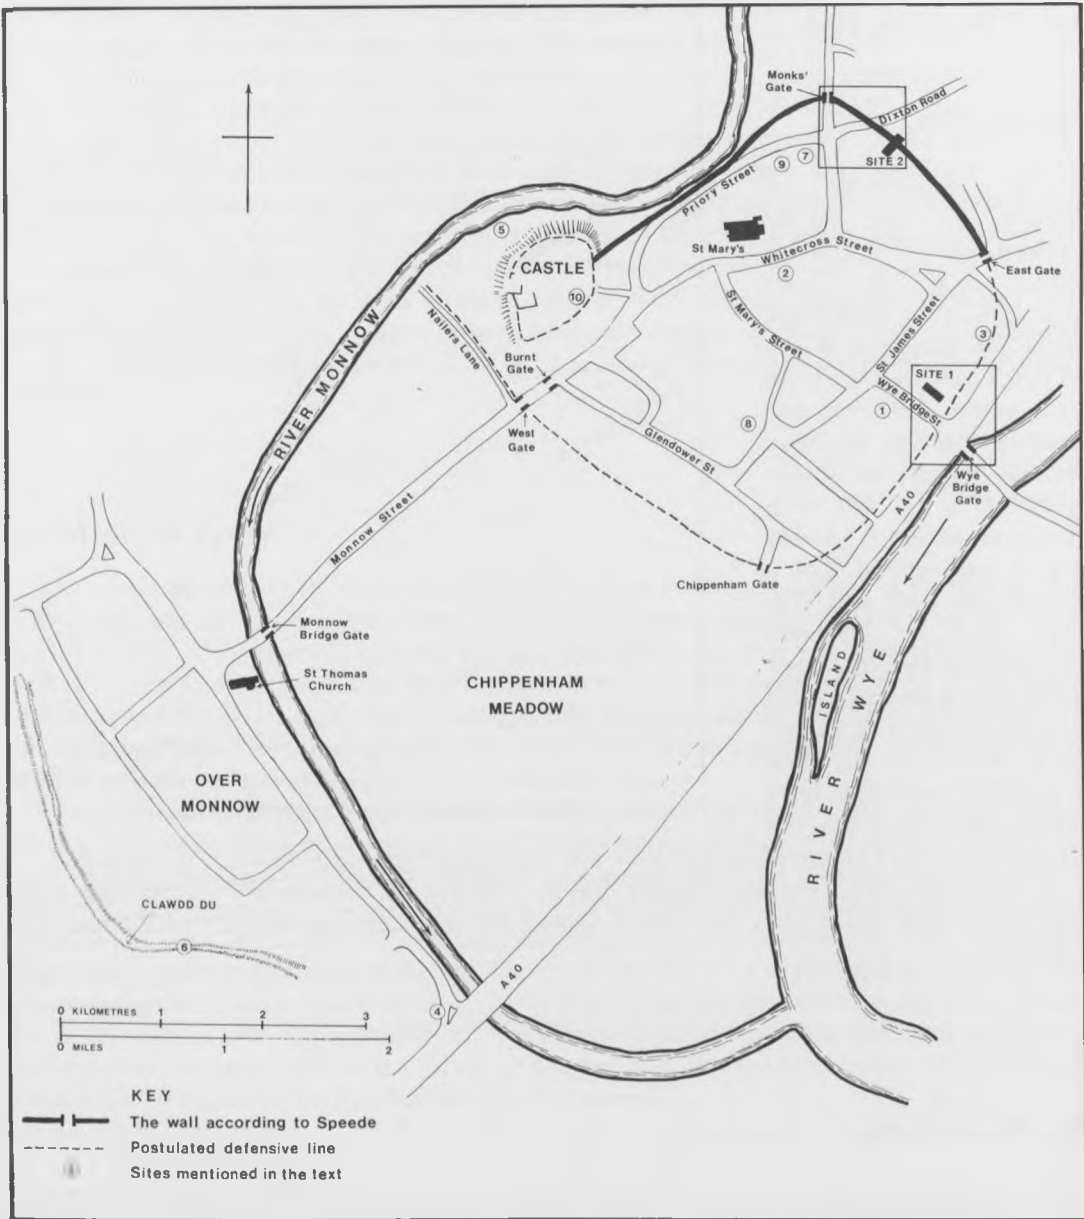 Monks'
Gate
Dixton Road
SITE 2
9
7
Priory Street
St Mary's
Whitecross Street
2
East Gate
5
CASTLE
10
RIVER MONNOW
Nailers Lane
St Mary's Street
St James Street
3
Burnt
Gate
SITE 1
Wye Bridge St
1
West
Gate
8
Glendower St
Wye
Bridge
Gate
A40
Monnow Street
Chippenham Gate
Monnow
Bridge Gate
St Thomas
Church
CHIPPENHAM
MEADOW
ISLAND
RIVER WYE
OVER
MONNOW
CLAWDD DU
6
A40
4
0 KILOMETRES 1 2 3
0 MILES 1 2
KEY
The wall according to Speede
Postulated defensive line
Sites mentioned in the text